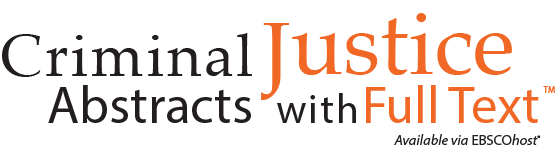 Criminal Justice
Abstracts with Full Text™
Available via EBSCOhost®